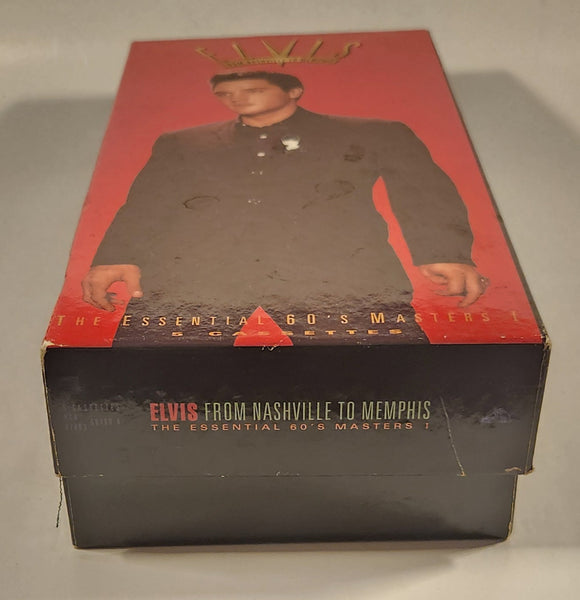 ELVIS
THE ESSENTIAL 60'S MASTERS I
5 CASSETTES
ELVIS FROM NASHVILLE TO MEMPHIS
THE ESSENTIAL 60'S MASTERS I